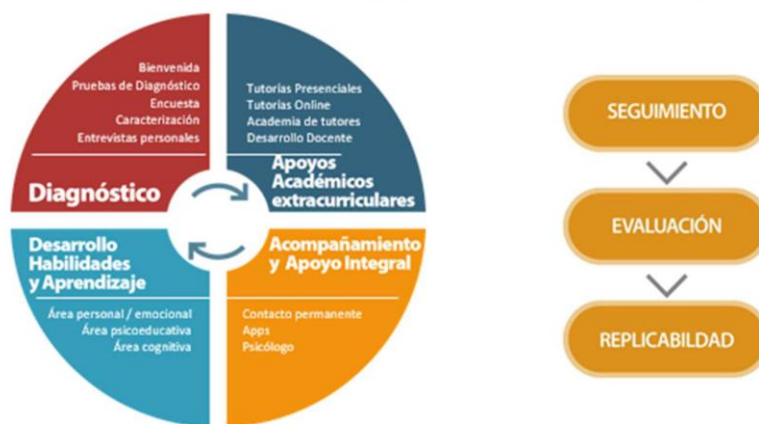 Bienvenida
Pruebas de Diagnóstico
Encuesta
Caracterización
Entrevistas personales
Diagnóstico
Tutorías Presenciales
Tutorias Online
Academia de tutores
Desarrollo Docente
Apoyos
Académicos
extracurriculares
Desarrollo
Habilidades
y Aprendizaje
Área personal / emocional
Área psicoeducativa
Área cognitiva
Acompañamiento
y Apoyo Integral
Contacto permanente
Apps
Psicólogo
SEGUIMIENTO
EVALUACIÓN
REPLICABILDAD